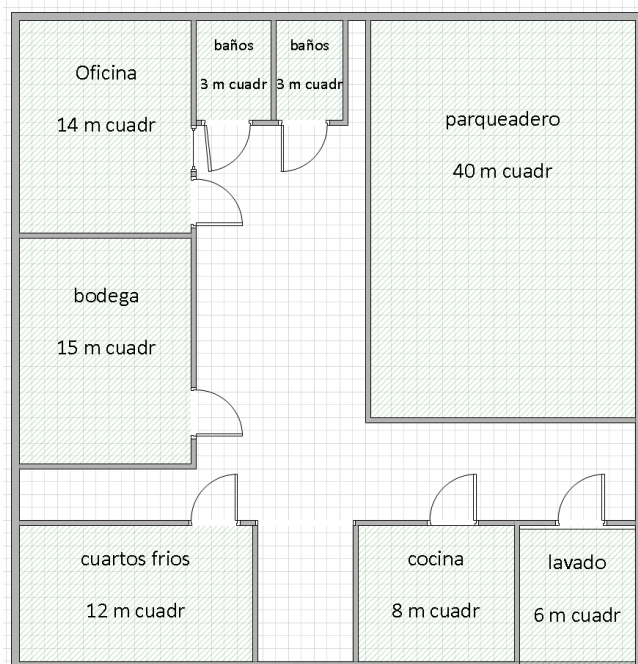 Oficina
14 m cuadr
baños
3 m cuadr
baños
3 m cuadr
parqueadero
40 m cuadr
bodega
15 m cuadr
cuartos frios
12 m cuadr
cocina
8 m cuadr
lavado
6 m cuadr